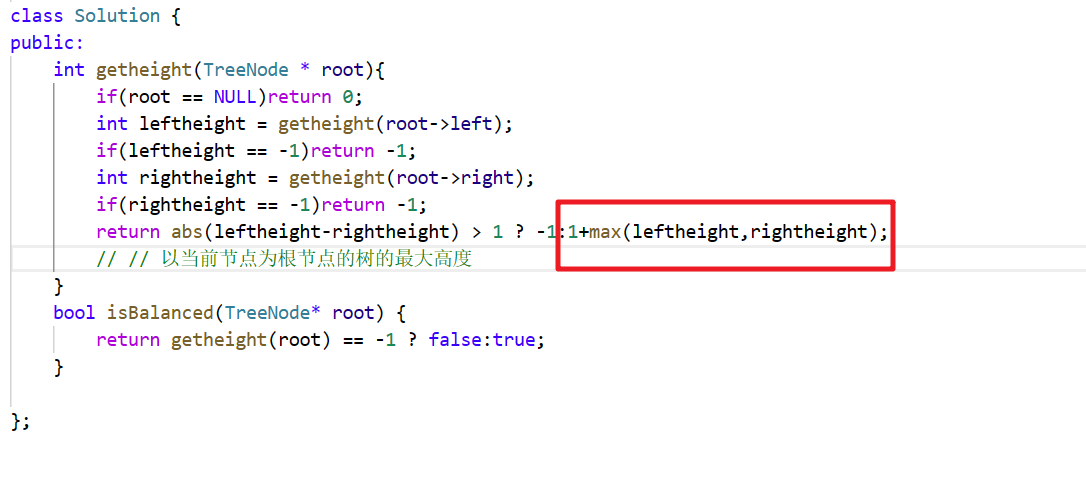 class Solution {
public:
    int getheight(TreeNode * root){
        if(root == NULL)return 0;
        int leftheight = getheight(root->left);
        if(leftheight == -1)return -1;
        int rightheight = getheight(root->right);
        if(rightheight == -1)return -1;
        return abs(leftheight-rightheight) > 1 ? -1:1+max(leftheight,rightheight);
        // // 以当前节点为根节点的树的最大高度
    }
    bool isBalanced(TreeNode* root) {
        return getheight(root) == -1 ? false:true;
    }
};